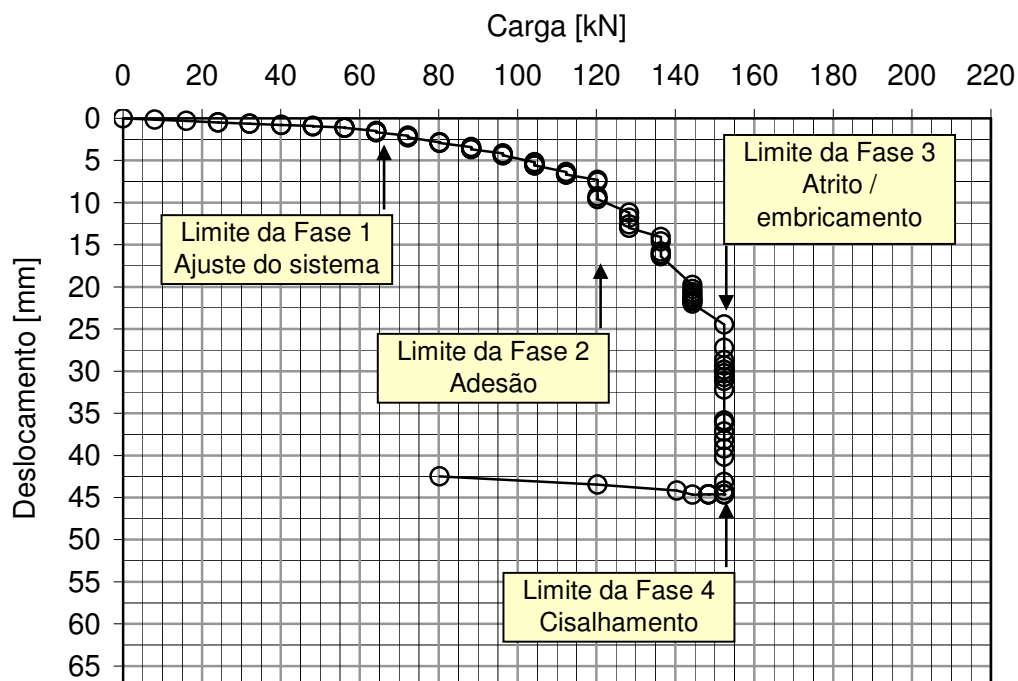 Carga [kN]
0 20 40 60 80 100 120 140 160 180 200 220
Deslocamento [mm]
0
5
10
15
20
25
30
35
40
45
50
55
60
65
Limite da Fase 3
Atrito /
embricamento
Limite da Fase 1
Ajuste do sistema
Limite da Fase 2
Adesão
Limite da Fase 4
Cisalhamento